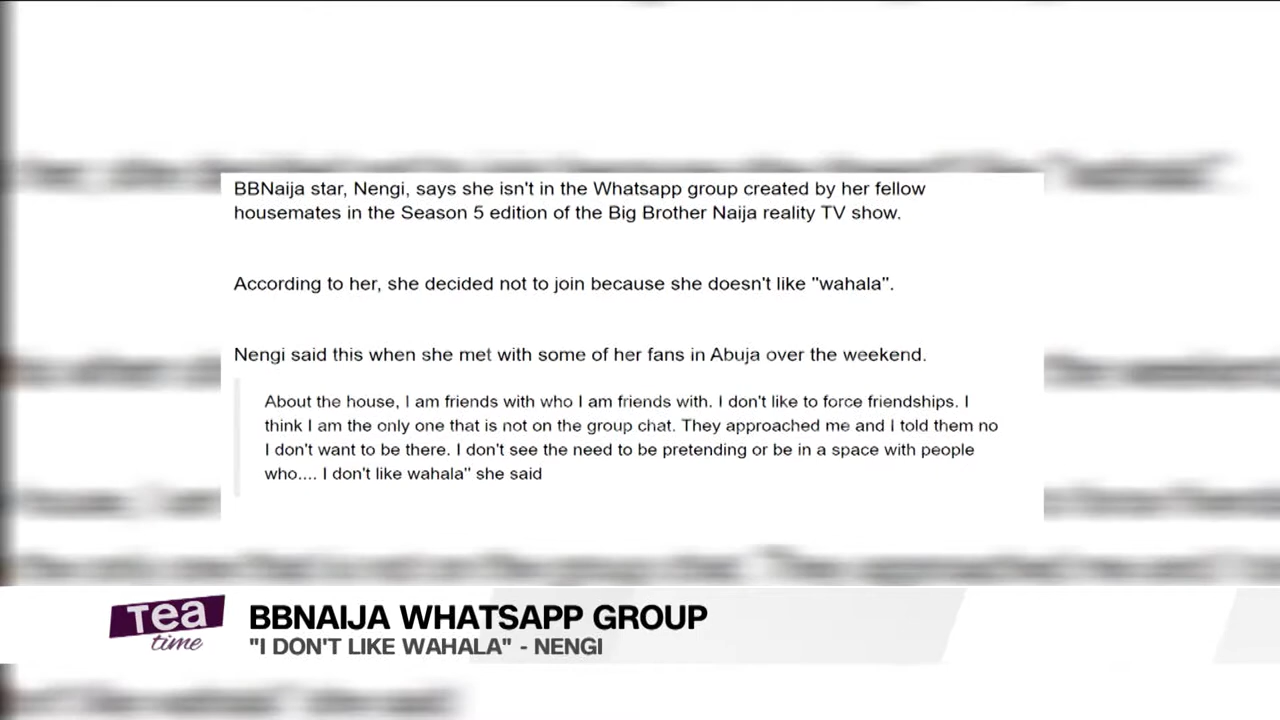 BBNaija star, Nengi, says she isn't in the Whatsapp group created by her fellow
housemates in the Season 5 edition of the Big Brother Naija reality TV show.
According to her, she decided not to join because she doesn't like "wahala".
Nengi said this when she met with some of her fans in Abuja over the weekend.
About the house, I am friends with who I am friends with. I don't like to force friendships. I
think I am the only one that is not on the group chat. They approached me and I told them no
I don't want to be there. I don't see the need to be pretending or be in a space with people
who.... I don't like wahala" she said
Tea
time
BBNAIJA WHATSAPP GROUP
"I DON'T LIKE WAHALA" - NENGI